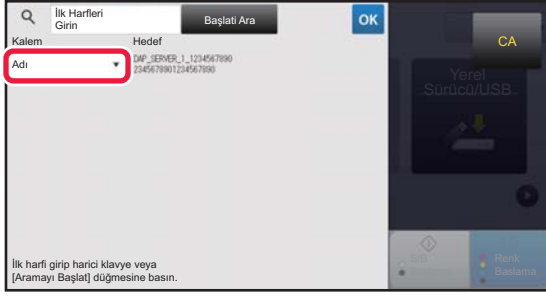 İlk Harfleri
Girin
Başlati Ara
OK
CA
Kalem
Hedef
Adı
DAP_SERVER_1_1234567890
2345678901234567890
Yerel
Sürücü/USB
İlk harfi girip harici klavye veya
[Aramayı Başlat] düğmesine basın.
S/B
Renk
Başlama